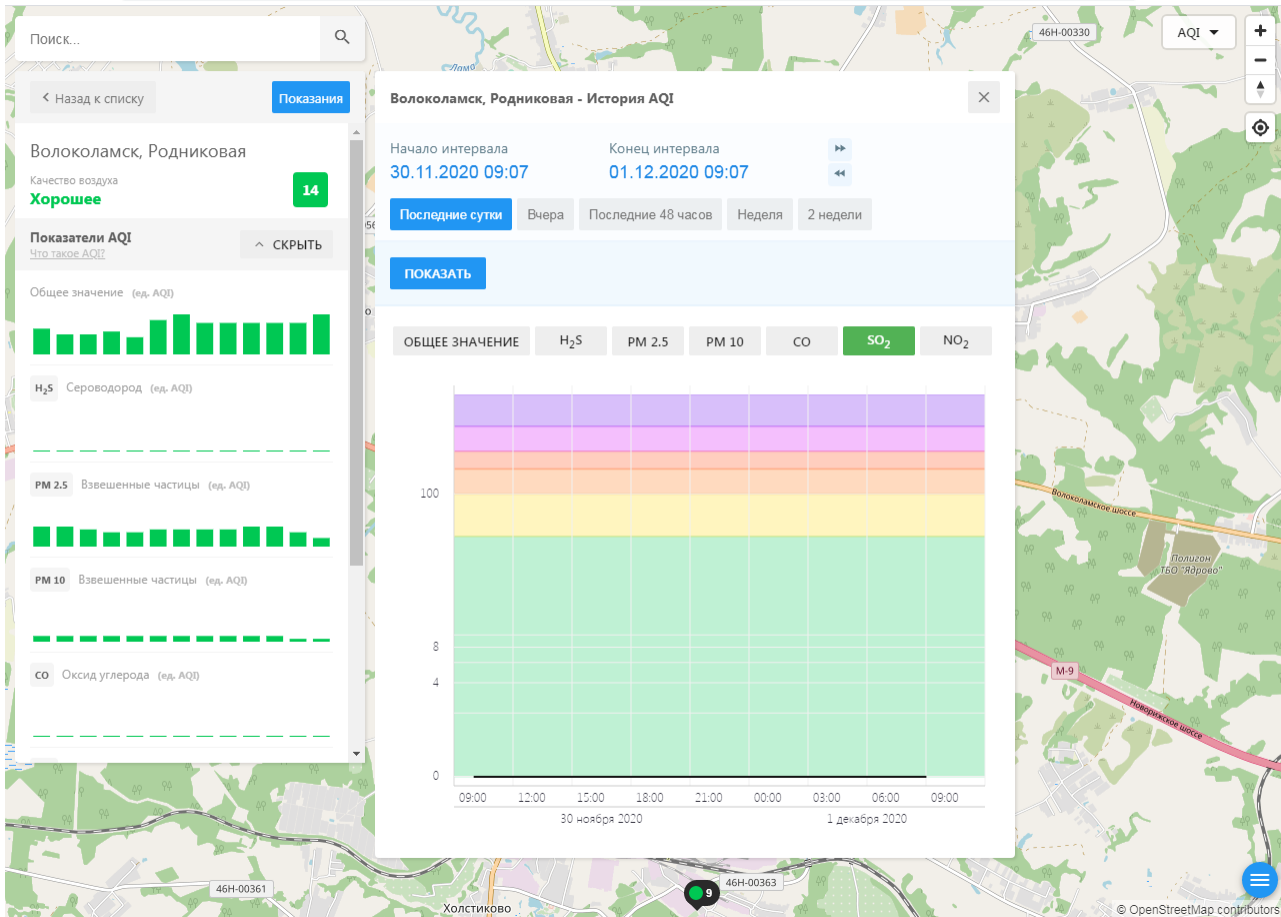 Поиск...
Назад к списку
Показания
Волоколамск, Родниковая
Качество воздуха
Хорошее
14
Показатели AQI
Что такое AQI?
СКРЫТЬ
Общее значение (ед. AQI)
H2S Сероводород (ед. AQI)
PM 2.5 Взвешенные частицы (ед. AQI)
PM 10 Взвешенные частицы (ед. AQI)
CO Оксид углерода (ед. AQI)
Волоколамск, Родниковая - История AQI
Начало интервала
30.11.2020 09:07
Конец интервала
01.12.2020 09:07
Последние сутки
Вчера
Последние 48 часов
Неделя
2 недели
ПОКАЗАТЬ
ОБЩЕЕ ЗНАЧЕНИЕ
H2S
PM 2.5
PM 10
CO
SO2
NO2
100
8
4
0
09:00 12:00 15:00 18:00 21:00 00:00 03:00 06:00 09:00
30 ноября 2020
1 декабря 2020
Лама
46Н-00330
AQI
Волоколамское шоссе
Полигон
ТБО "Ядрово"
М-9
Новорижское шоссе
46Н-00361
46Н-00363
9
Холстиково
© OpenStreetMap contributors